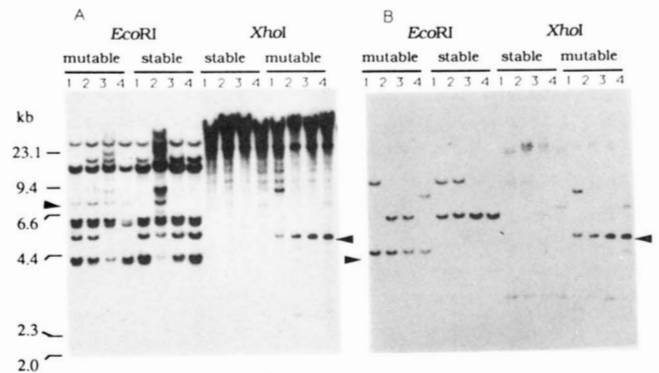 A
EcoRI XhoI
mutable stable stable mutable
1 2 3 4 1 2 3 4 1 2 3 4 1 2 3 4
kb
23.1
9.4
6.6
4.4
2.3
2.0
B
EcoRI XhoI
mutable stable stable mutable
1 2 3 4 1 2 3 4 1 2 3 4 1 2 3 4